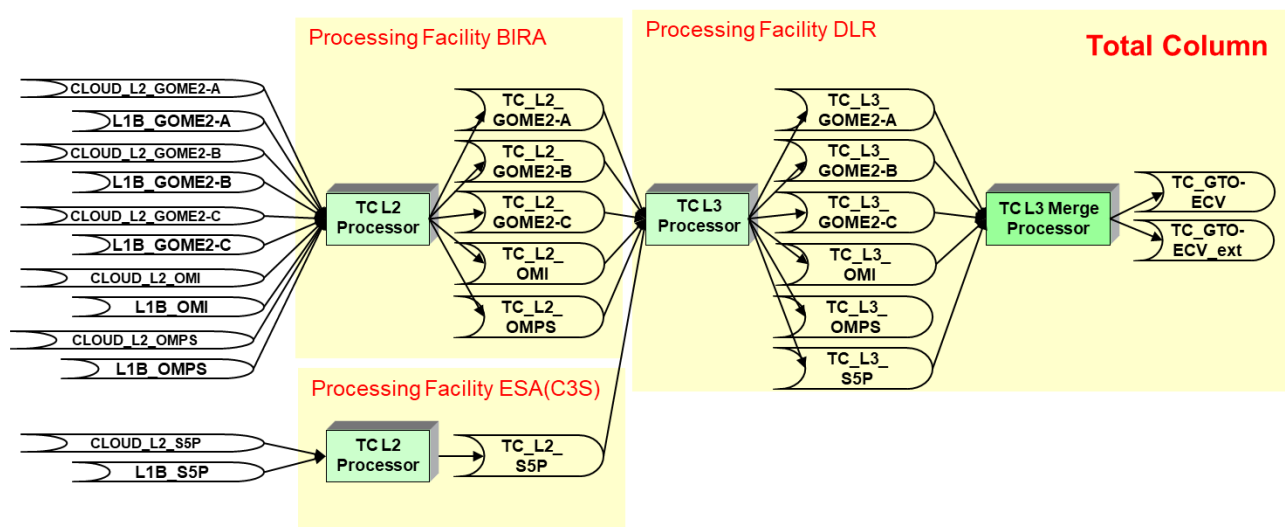 Processing Facility BIRA
Processing Facility DLR
Total Column
CLOUD_L2_GOME2-A
L1B_GOME2-A
CLOUD_L2_GOME2-B
L1B_GOME2-B
CLOUD_L2_GOME2-C
L1B_GOME2-C
CLOUD_L2_OMI
L1B_OMI
CLOUD_L2_OMPS
L1B_OMPS
TC L2
Processor
TC_L2_
GOME2-A
TC_L2_
GOME2-B
TC_L2_
GOME2-C
TC_L2_
OMI
TC_L2_
OMPS
TC L3
Processor
TC_L3_
GOME2-A
TC_L3_
GOME2-B
TC_L3_
GOME2-C
TC_L3_
OMI
TC_L3_
OMPS
TC_L3_
S5P
TC L3 Merge
Processor
TC_GTO-
ECV
TC_GTO-
ECV_ext
Processing Facility ESA(C3S)
CLOUD_L2_S5P
L1B_S5P
TC L2
Processor
TC_L2_
S5P